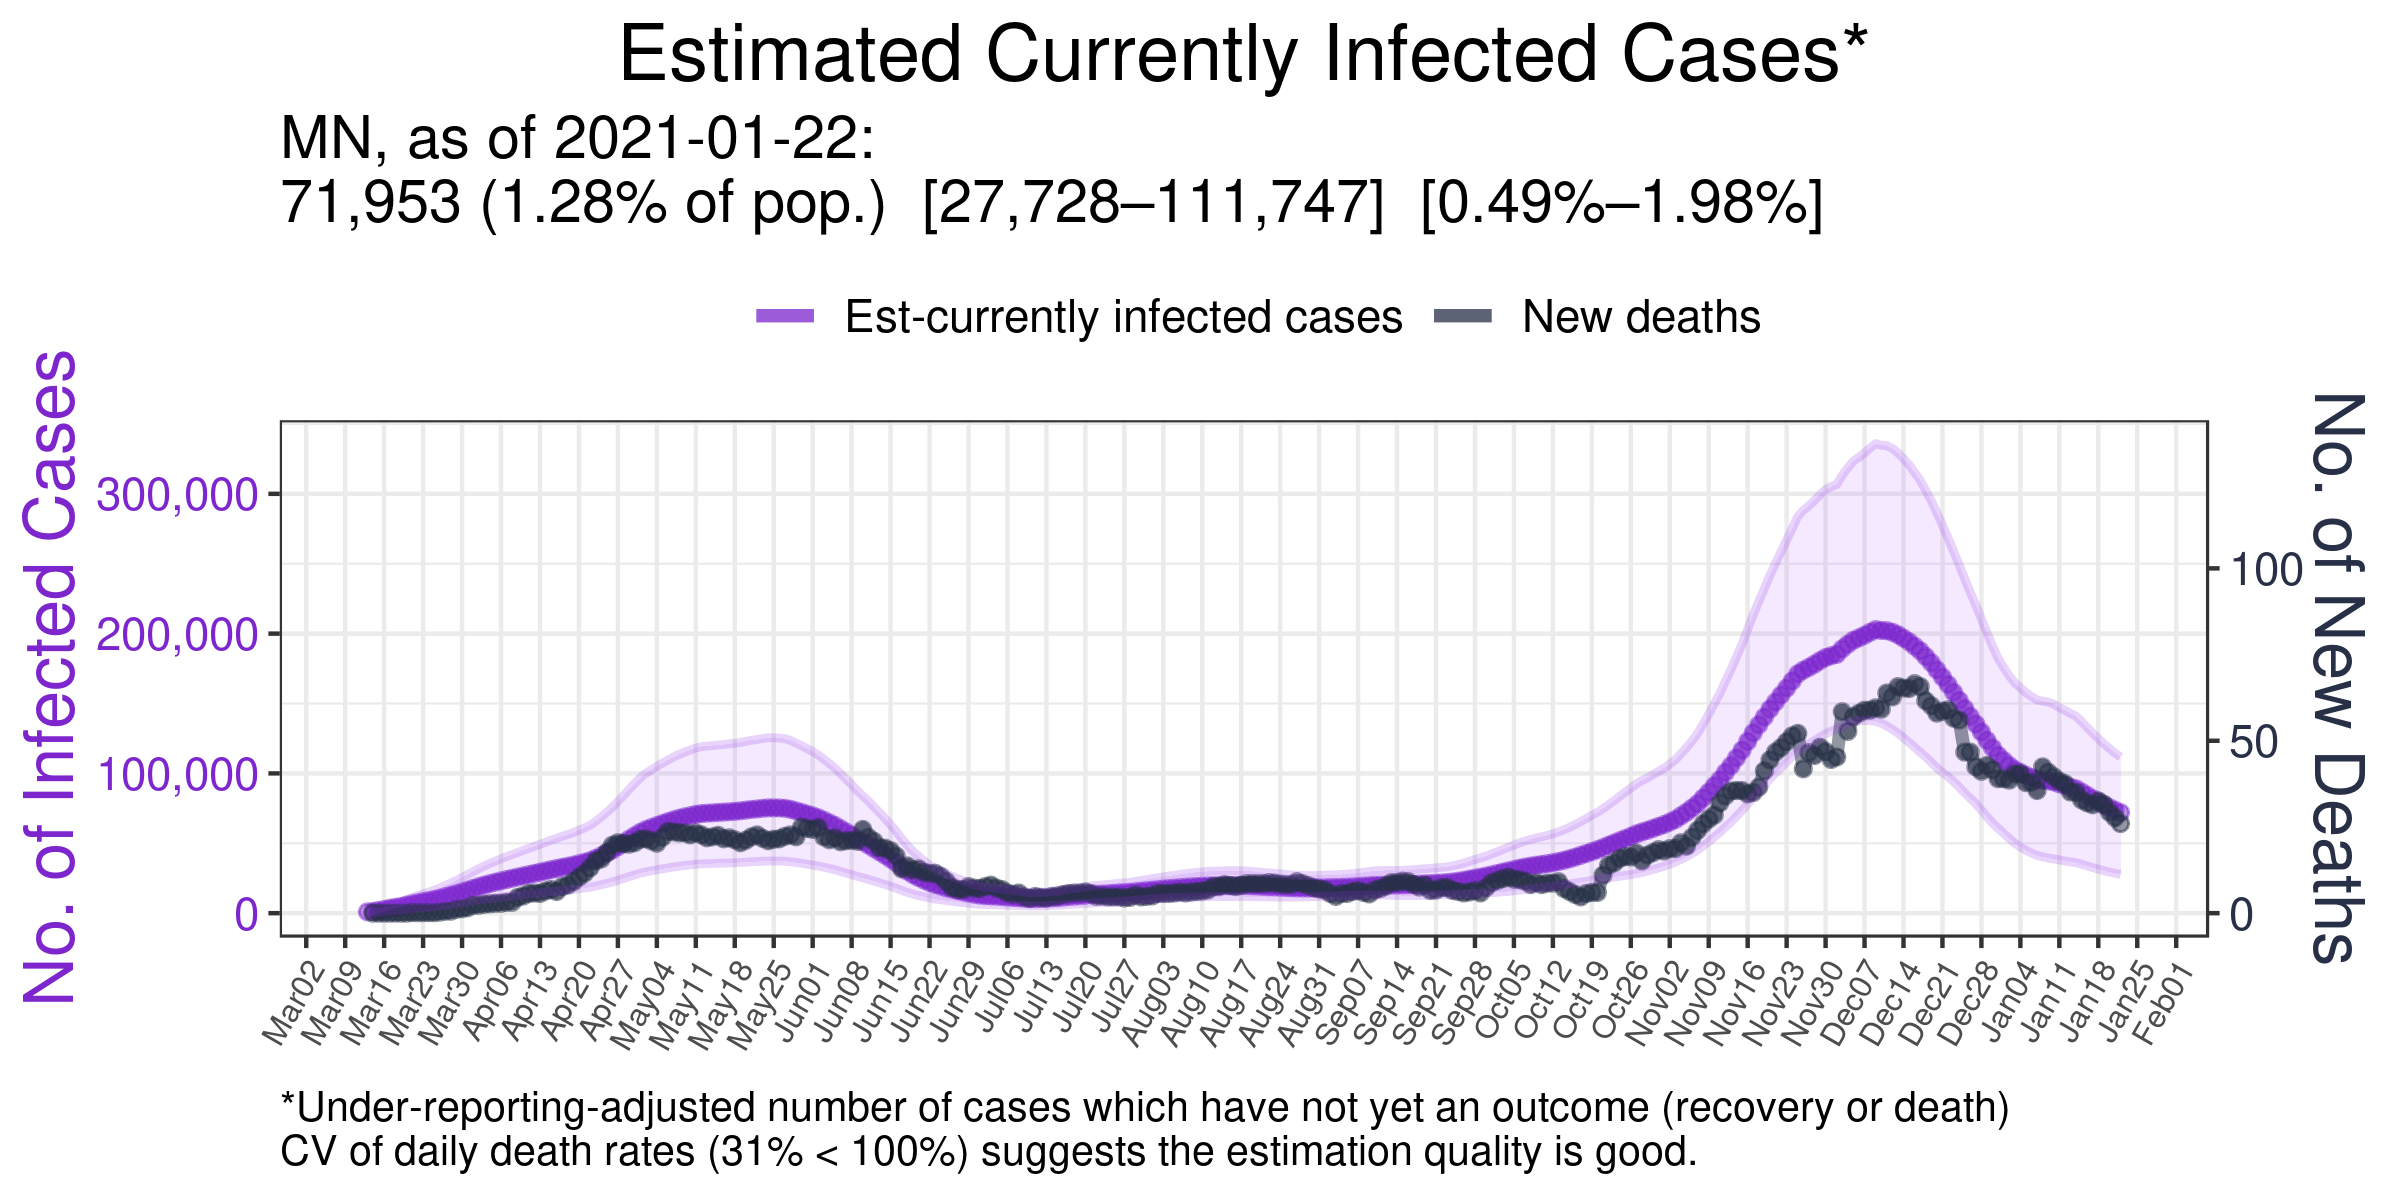 Estimated Currently Infected Cases*
MN, as of 2021-01-22:
71,953 (1.28% of pop.)  [27,728–111,747]  [0.49%–1.98%]
Est-currently infected cases
New deaths
No. of Infected Cases
300,000
200,000
100,000
0
100
50
0
No. of New Deaths
Mar02
Mar09
Mar16
Mar23
Mar30
Apr06
Apr13
Apr20
Apr27
May04
May11
May18
May25
Jun01
Jun08
Jun15
Jun22
Jun29
Jul06
Jul13
Jul20
Jul27
Aug03
Aug10
Aug17
Aug24
Aug31
Sep07
Sep14
Sep21
Sep28
Oct05
Oct12
Oct19
Oct26
Nov02
Nov09
Nov16
Nov23
Nov30
Dec07
Dec14
Dec21
Dec28
Jan04
Jan11
Jan18
Jan25
Feb01
*Under-reporting-adjusted number of cases which have not yet an outcome (recovery or death)
CV of daily death rates (31% < 100%) suggests the estimation quality is good.